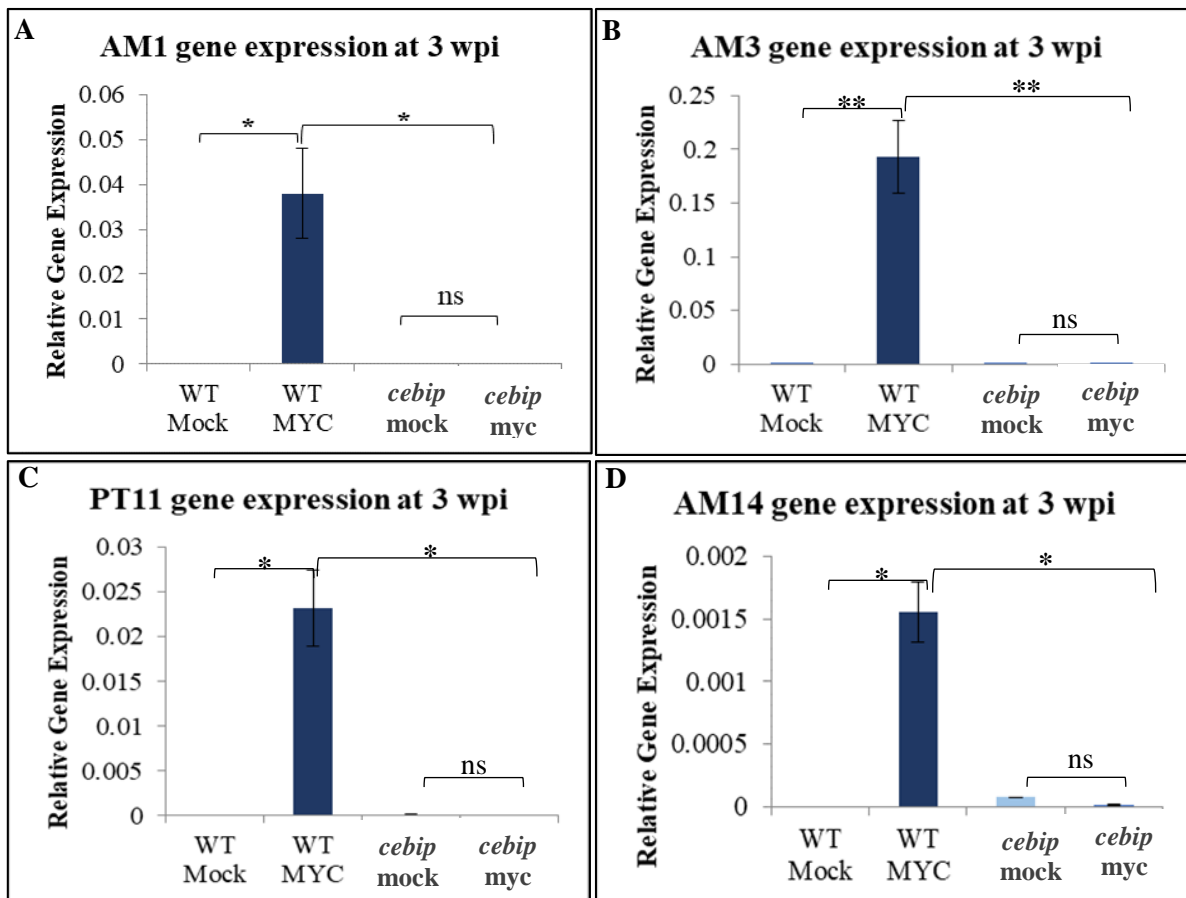 A
AM1 gene expression at 3 wpi
Relative Gene Expression
0.06
0.05
0.04
0.03
0.02
0.01
0
*
*
ns
WT Mock
WT MYC
cebip mock
cebip myc
B
AM3 gene expression at 3 wpi
Relative Gene Expression
0.25
0.2
0.15
0.1
0.05
0
**
**
ns
WT Mock
WT MYC
cebip mock
cebip myc
C
PT11 gene expression at 3 wpi
Relative Gene Expression
0.03
0.025
0.02
0.015
0.01
0.005
0
*
*
ns
WT Mock
WT MYC
cebip mock
cebip myc
D
AM14 gene expression at 3 wpi
Relative Gene Expression
0.002
0.0015
0.001
0.0005
0
*
*
ns
WT Mock
WT MYC
cebip mock
cebip myc